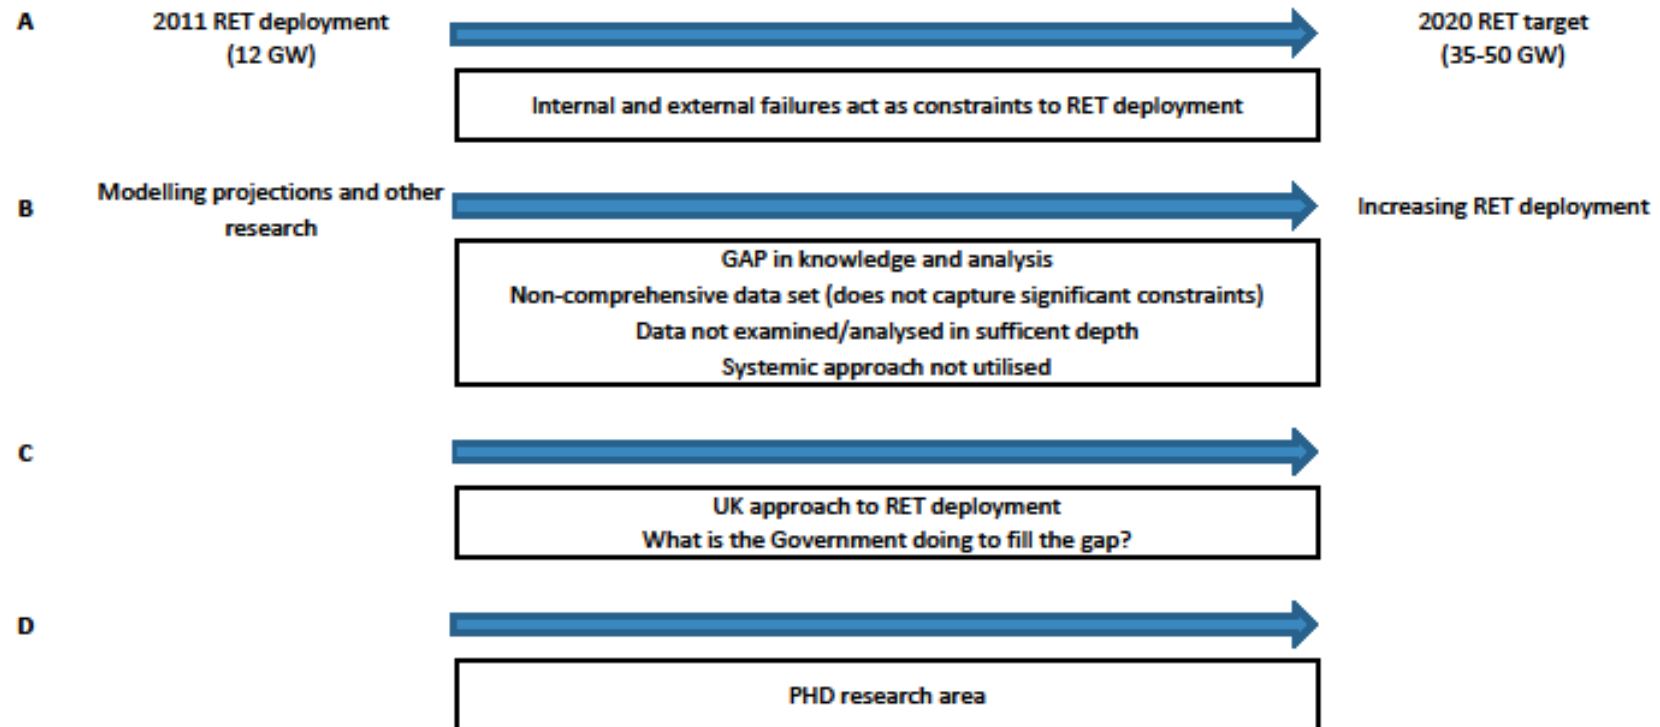 A
2011 RET deployment
(12 GW)
2020 RET target
(35-50 GW)
Internal and external failures act as constraints to RET deployment
B
Modelling projections and other
research
Increasing RET deployment
GAP in knowledge and analysis
Non-comprehensive data set (does not capture significant constraints)
Data not examined/analysed in sufficent depth
Systemic approach not utilised
C
UK approach to RET deployment
What is the Government doing to fill the gap?
D
PHD research area